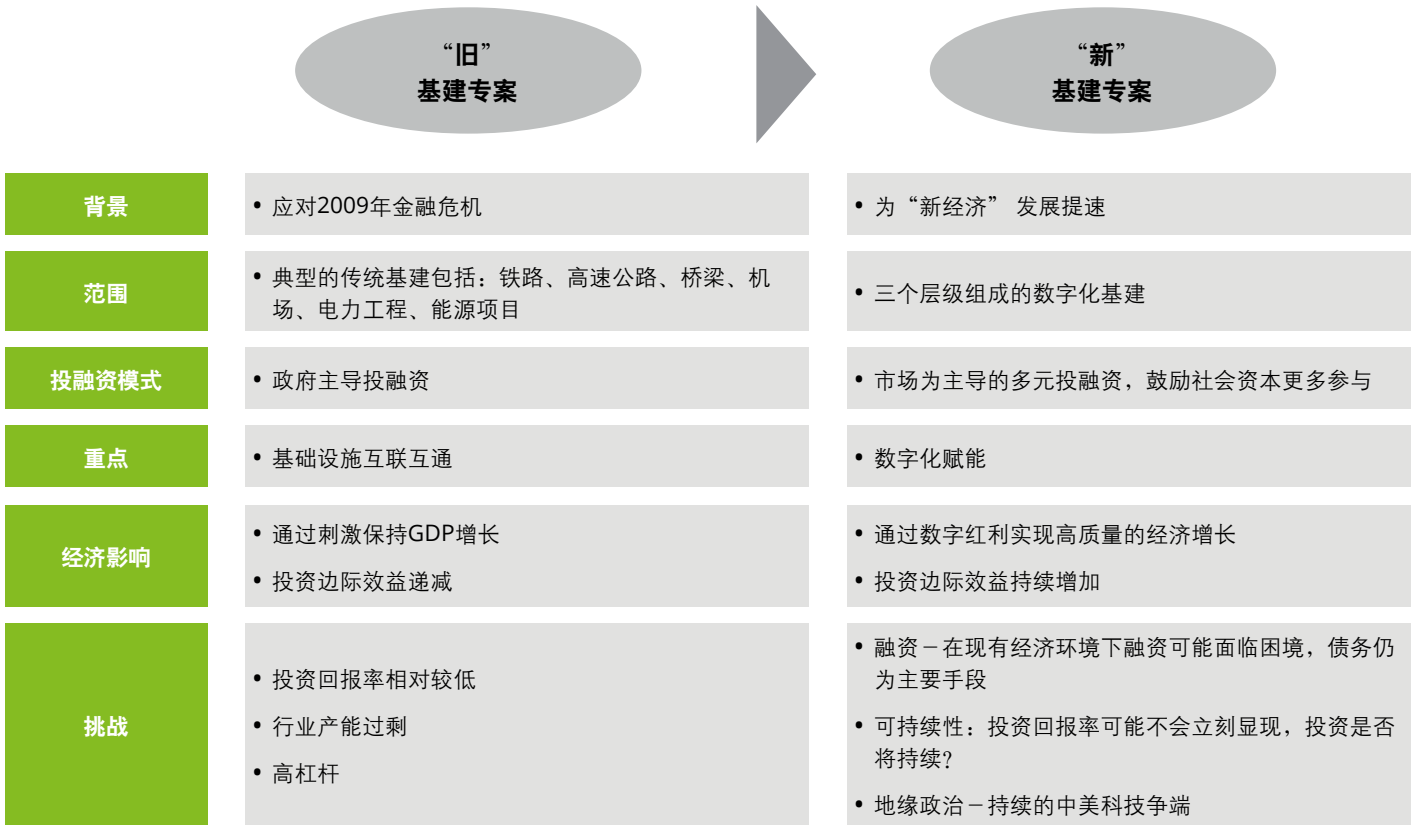 “旧”
基建专案
“新”
基建专案
背景
• 应对2009年金融危机
• 为“新经济” 发展提速
范围
• 典型的传统基建包括：铁路、高速公路、桥梁、机
场、电力工程、能源项目
• 三个层级组成的数字化基建
投融资模式
• 政府主导投融资
• 市场为主导的多元投融资，鼓励社会资本更多参与
重点
• 基础设施互联互通
• 数字化赋能
经济影响
• 通过刺激保持GDP增长
• 投资边际效益递减
• 通过数字红利实现高质量的经济增长
• 投资边际效益持续增加
挑战
• 投资回报率相对较低
• 行业产能过剩
• 高杠杆
• 融资－在现有经济环境下融资可能面临困境，债务仍
为主要手段
• 可持续性：投资回报率可能不会立刻显现，投资是否
将持续？
• 地缘政治－持续的中美科技争端